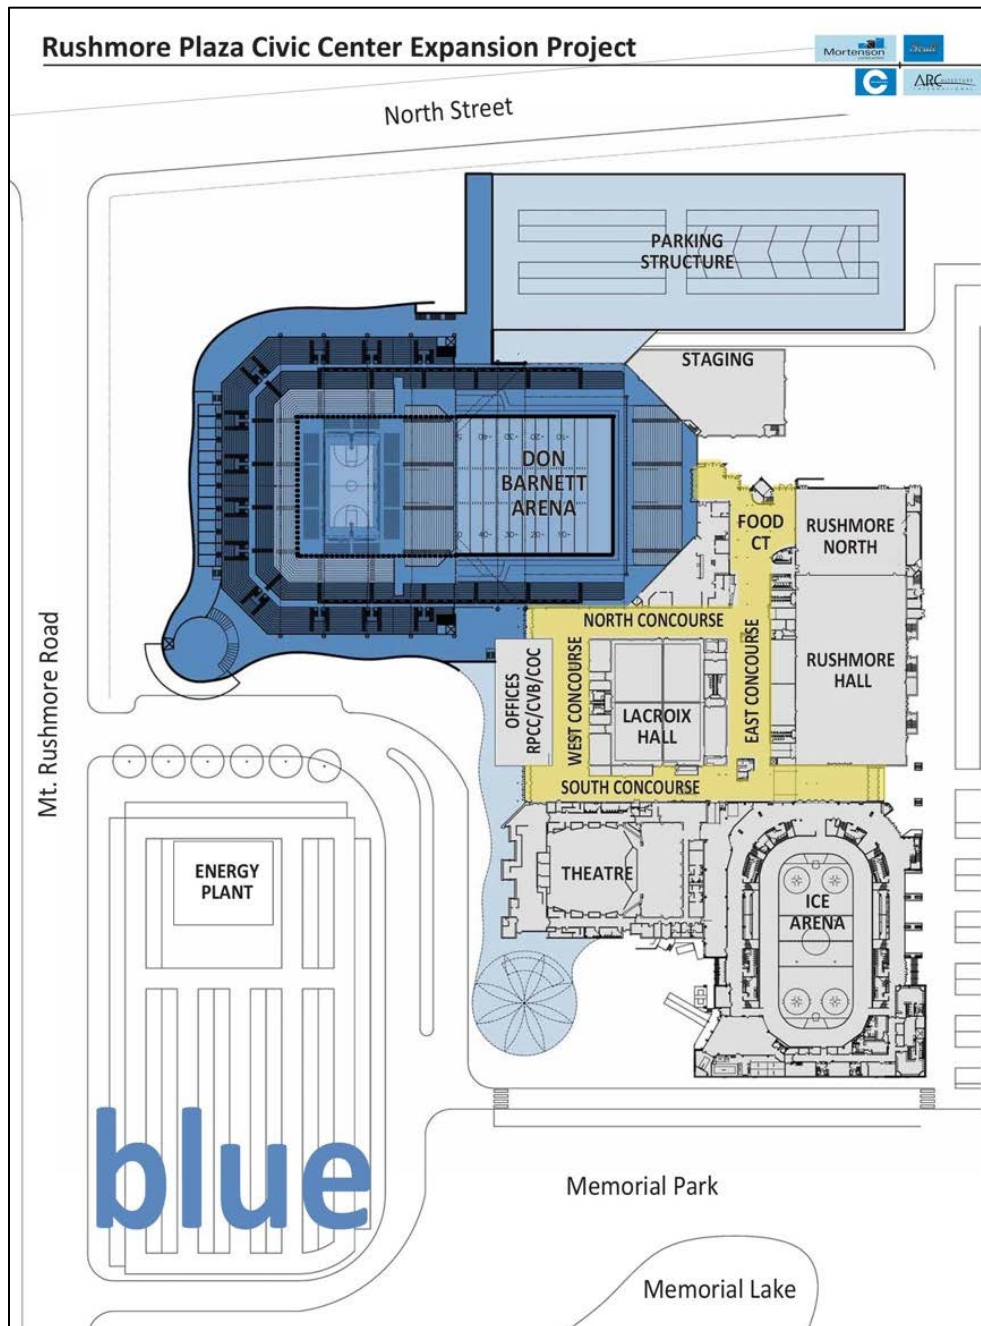 Rushmore Plaza Civic Center Expansion Project
Mortenson
ARC
North Street
PARKING
STRUCTURE
STAGING
DON
BARNETT
ARENA
FOOD
CT
RUSHMORE
NORTH
NORTH CONCOURSE
Mt. Rushmore Road
OFFICES
RPCC/CVB/COC
WEST CONCOURSE
LACROIX
HALL
EAST CONCOURSE
RUSHMORE
HALL
SOUTH CONCOURSE
ENERGY
PLANT
THEATRE
ICE
ARENA
blue
Memorial Park
Memorial Lake